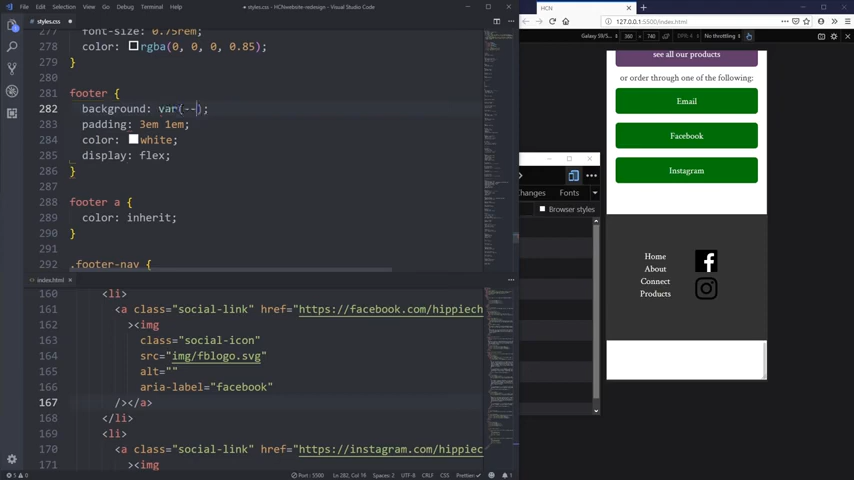 File Edit Selection View Go Debug Terminal Help
styles.css - HCNwebsite-redesign - Visual Studio Code
styles.css
277 font-size: 0.75rem;
278 color: rgba(0, 0, 0, 0.85);
279 }
280
281 footer {
282 background: var(--);
283 padding: 3em 1em;
284 color: white;
285 display: flex;
286 }
287
288 footer a {
289 color: inherit;
290 }
291
292 .footer-nav {
index.html
160 <li>
161 <a class="social-link" href="https://facebook.com/hippiech
162 ><img
163 class="social-icon"
164 src="img/fblogo.svg"
165 alt=""
166 aria-label="facebook"
167 /></a>
168 </li>
169 <li>
170 <a class="social-link" href="https://instagram.com/hippiec
171 ><img
5 0
Port : 5500 Ln 282, Col 16 Spaces: 2 UTF-8 CRLF CSS Prettier 1
hanges Fonts
Browser styles
HCN
127.0.0.1:5500/index.html
Galaxy S9/S... 360 × 740 DPR: 4 No throttling
see all our products
or order through one of the following:
Email
Facebook
Instagram
Home
About
Connect
Products